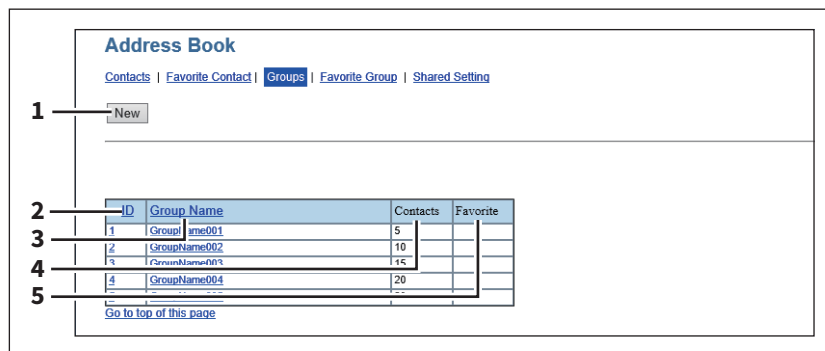 Address Book
Contacts | Favorite Contact | Groups | Favorite Group | Shared Setting
1
New
2 ID Group Name Contacts Favorite
1 5
3
2 GroupName002 10
4
3 GroupName003 15
4 GroupName004 20
5
Go to top of this page